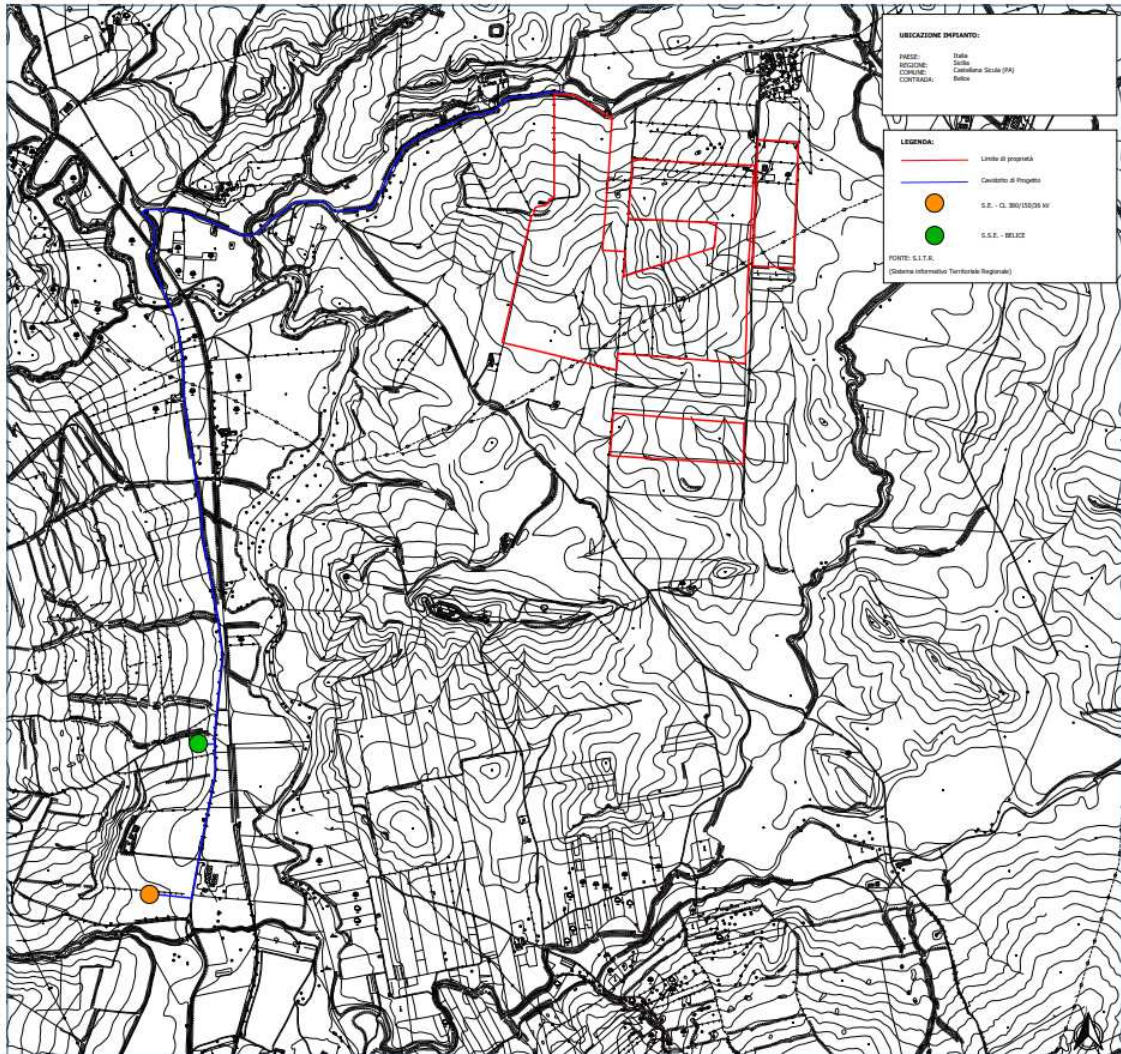 UBICAZIONE IMPIANTO:
PAESE: Italia
REGIONE: Sicilia
COMUNE: Castellana Sicula (PA)
CONTRADA: Belice
LEGENDA:
Limite di proprietà
Cavidotto di Progetto
S.E. - CL 380/150/36 kV
S.S.E. - BELICE
FONTE: S.I.T.R.
(Sistema informativo Territoriale Regionale)